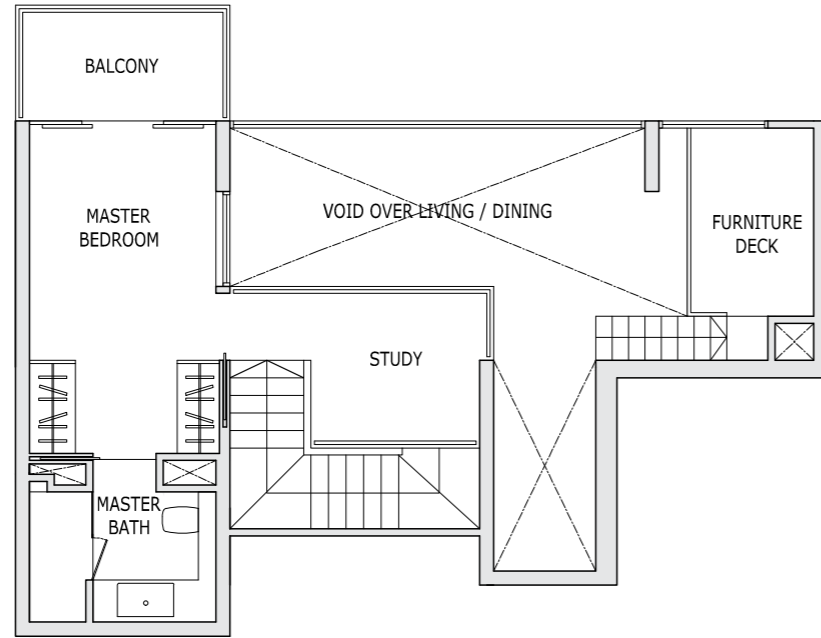 BALCONY
MASTER
BEDROOM
VOID OVER LIVING / DINING
FURNITURE
DECK
STUDY
MASTER
BATH